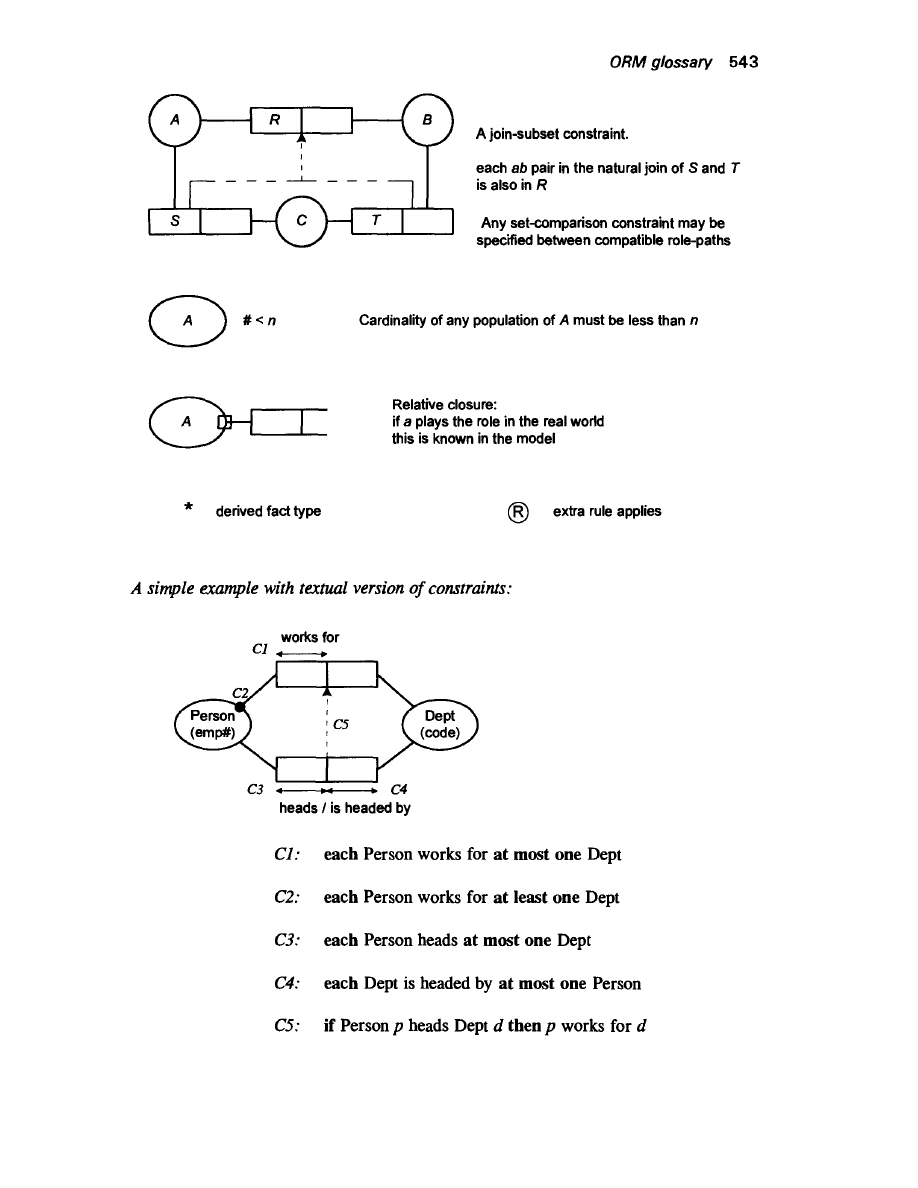 ORM glossary 543
A R B
A join-subset constraint.
each ab pair in the natural join of S and T
is also in R
S C T
Any set-comparison constraint may be
specified between compatible role-paths
A # < n Cardinality of any population of A must be less than n
Relative closure:
A if a plays the role in the real world
this is known in the model
* derived fact type Ⓡ extra rule applies
A simple example with textual version of constraints:
works for
C1
C2
Person
(emp#)
C5
Dept
(code)
C3 C4
heads / is headed by
C1: each Person works for at most one Dept
C2: each Person works for at least one Dept
C3: each Person heads at most one Dept
C4: each Dept is headed by at most one Person
C5: if Person p heads Dept d then p works for d